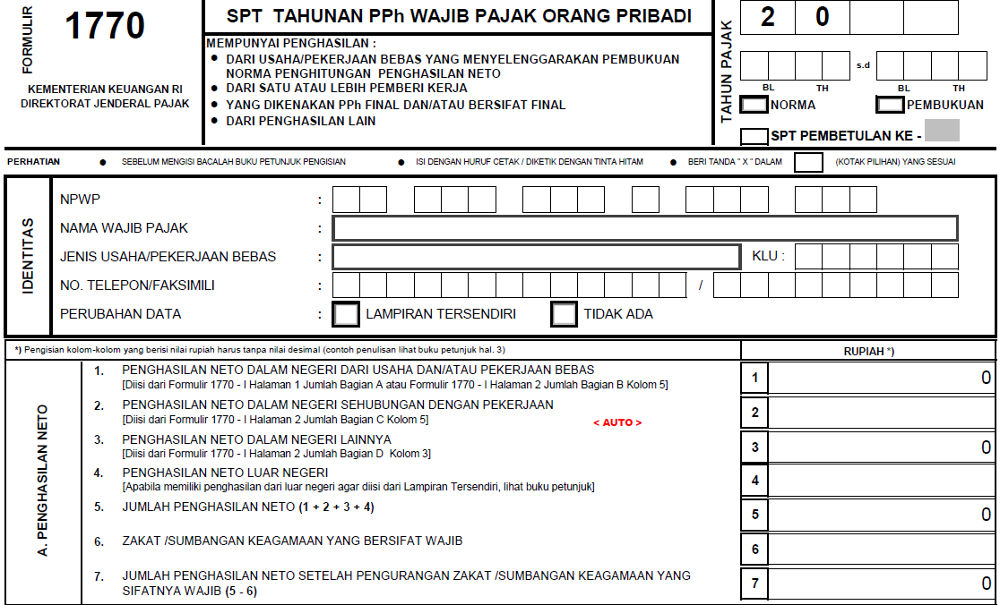 FORMULIR
1770
KEMENTERIAN KEUANGAN RI
DIREKTORAT JENDERAL PAJAK
SPT TAHUNAN PPh WAJIB PAJAK ORANG PRIBADI
MEMPUNYAI PENGHASILAN :
● DARI USAHA/PEKERJAAN BEBAS YANG MENYELENGGARAKAN PEMBUKUAN
NORMA PENGHITUNGAN PENGHASILAN NETO
● DARI SATU ATAU LEBIH PEMBERI KERJA
● YANG DIKENAKAN PPh FINAL DAN/ATAU BERSIFAT FINAL
● DARI PENGHASILAN LAIN
TAHUN PAJAK
2 0
s.d
BL TH BL TH
NORMA PEMBUKUAN
SPT PEMBETULAN KE -
PERHATIAN ● SEBELUM MENGISI BACALAH BUKU PETUNJUK PENGISIAN ● ISI DENGAN HURUF CETAK / DIKETIK DENGAN TINTA HITAM ● BERI TANDA " X " DALAM (KOTAK PILIHAN) YANG SESUAI
IDENTITAS
NPWP :
NAMA WAJIB PAJAK :
JENIS USAHA/PEKERJAAN BEBAS : KLU :
NO. TELEPON/FAKSIMILI : /
PERUBAHAN DATA : LAMPIRAN TERSENDIRI TIDAK ADA
*) Pengisian kolom-kolom yang berisi nilai rupiah harus tanpa nilai desimal (contoh penulisan lihat buku petunjuk hal. 3) RUPIAH *)
A. PENGHASILAN NETO
1. PENGHASILAN NETO DALAM NEGERI DARI USAHA DAN/ATAU PEKERJAAN BEBAS 1 0
[Diisi dari Formulir 1770 - I Halaman 1 Jumlah Bagian A atau Formulir 1770 - I Halaman 2 Jumlah Bagian B Kolom 5]
2. PENGHASILAN NETO DALAM NEGERI SEHUBUNGAN DENGAN PEKERJAAN 2
[Diisi dari Formulir 1770 - I Halaman 2 Jumlah Bagian C Kolom 5] < AUTO >
3. PENGHASILAN NETO DALAM NEGERI LAINNYA 3 0
[Diisi dari Formulir 1770 - I Halaman 2 Jumlah Bagian D Kolom 3]
4. PENGHASILAN NETO LUAR NEGERI 4
[Apabila memiliki penghasilan dari luar negeri agar diisi dari Lampiran Tersendiri, lihat buku petunjuk]
5. JUMLAH PENGHASILAN NETO (1 + 2 + 3 + 4) 5 0
6. ZAKAT /SUMBANGAN KEAGAMAAN YANG BERSIFAT WAJIB 6
7. JUMLAH PENGHASILAN NETO SETELAH PENGURANGAN ZAKAT /SUMBANGAN KEAGAMAAN YANG 7 0
SIFATNYA WAJIB (5 - 6)